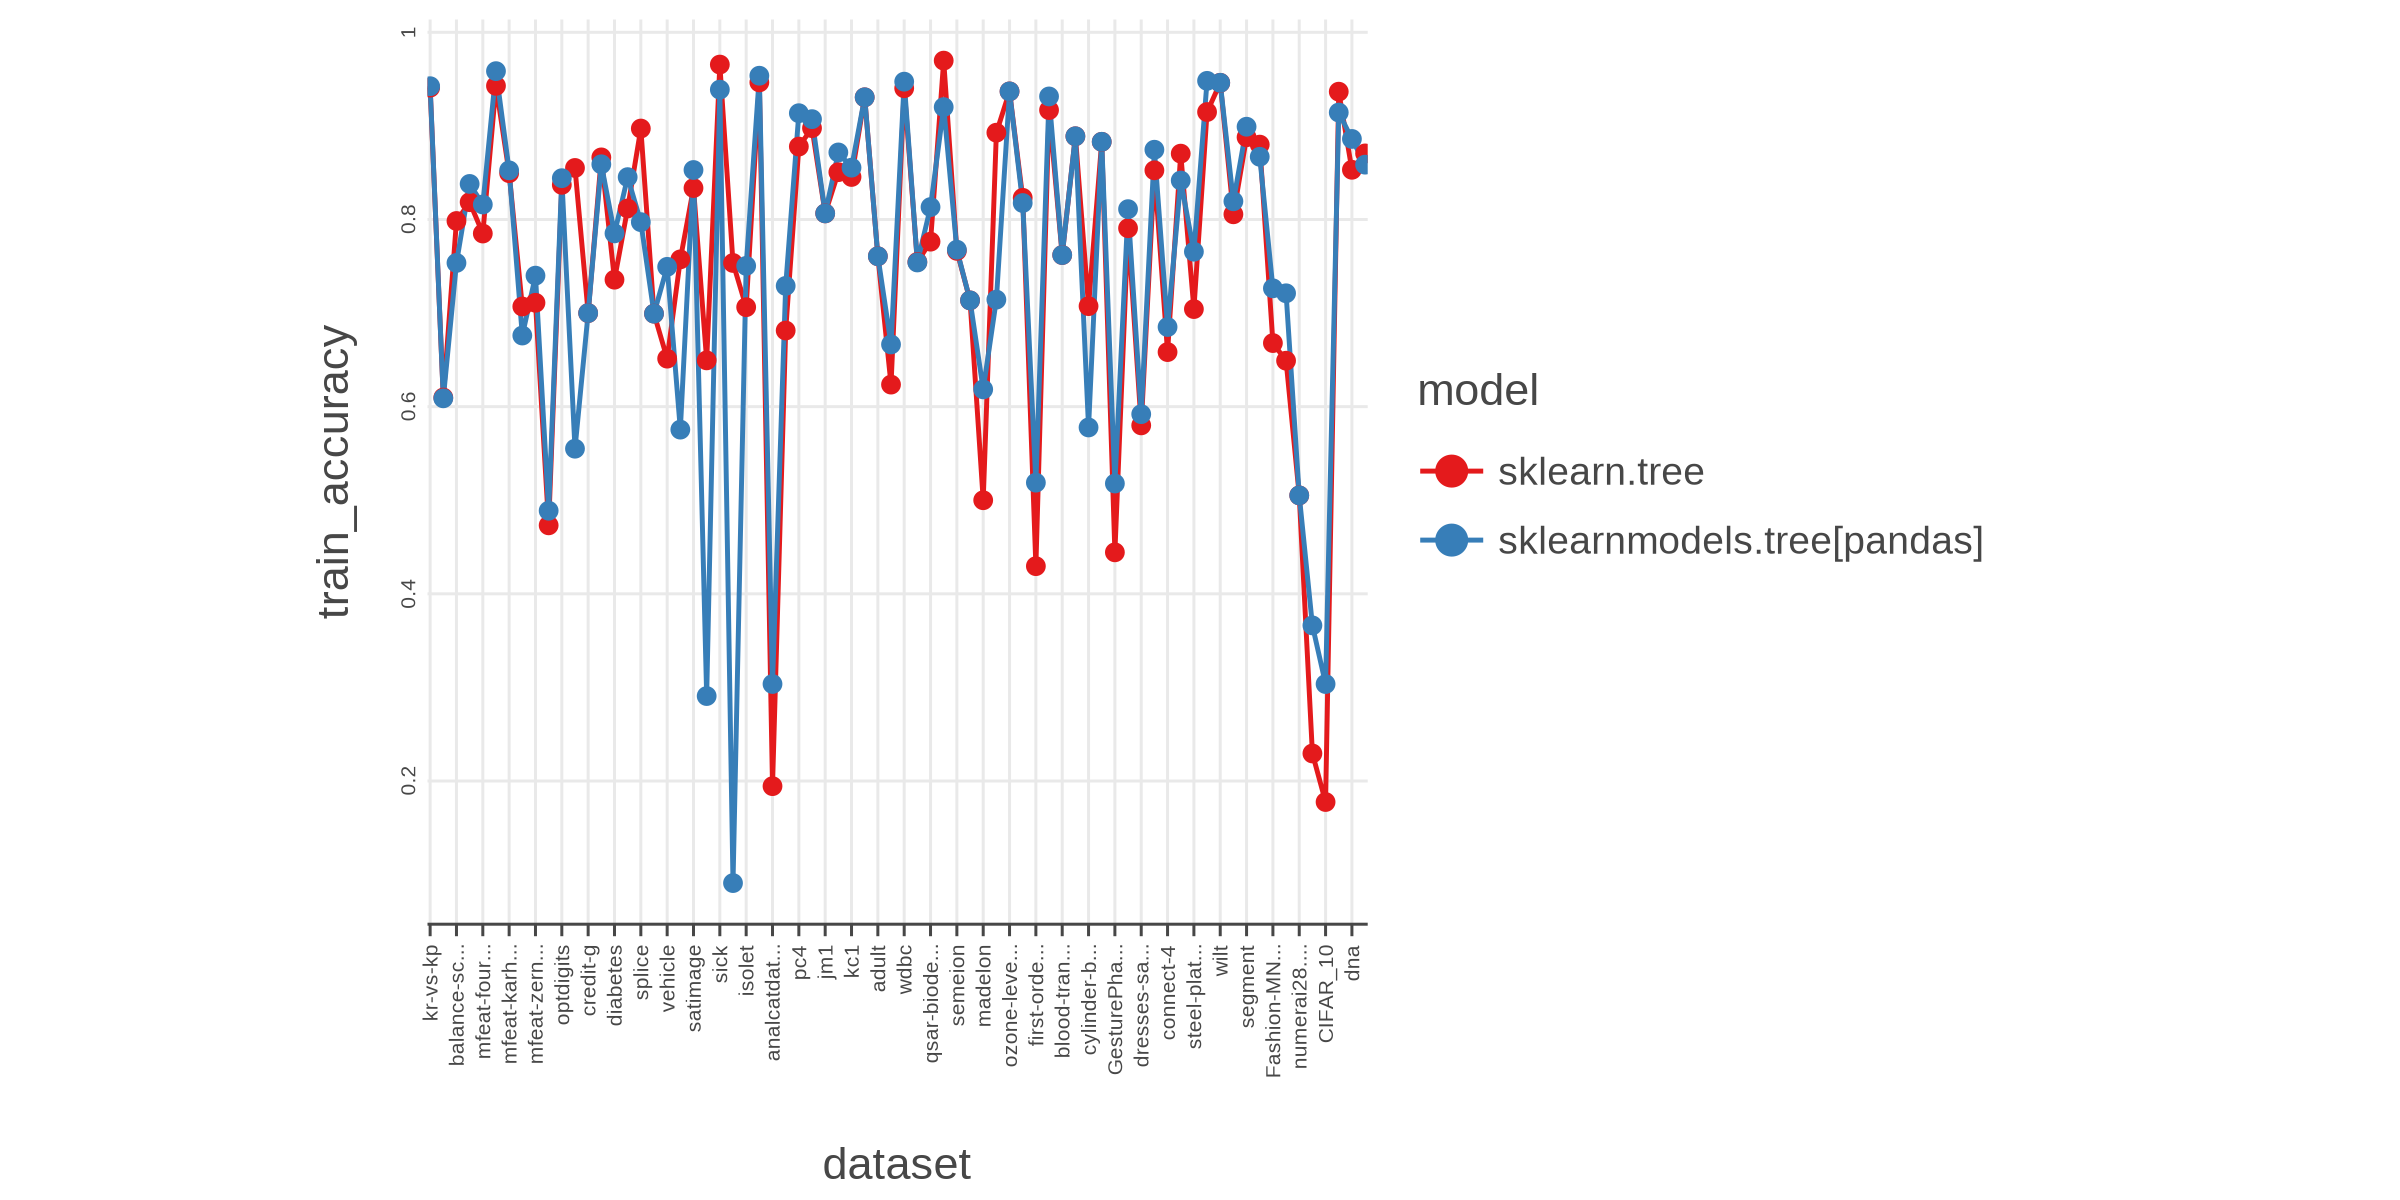 train_accuracy
1
0.8
0.6
0.4
0.2
kr-vs-kp
balance-sc...
mfeat-four...
mfeat-karh...
mfeat-zern...
optdigits
credit-g
diabetes
splice
vehicle
satimage
sick
isolet
analcatdat...
pc4
jm1
kc1
adult
wdbc
qsar-biode...
semeion
madelon
ozone-leve...
first-orde...
blood-tran...
cylinder-b...
GesturePha...
dresses-sa...
connect-4
steel-plat...
wilt
segment
Fashion-MN...
numerai28....
CIFAR_10
dna
dataset
model
sklearn.tree
sklearnmodels.tree[pandas]